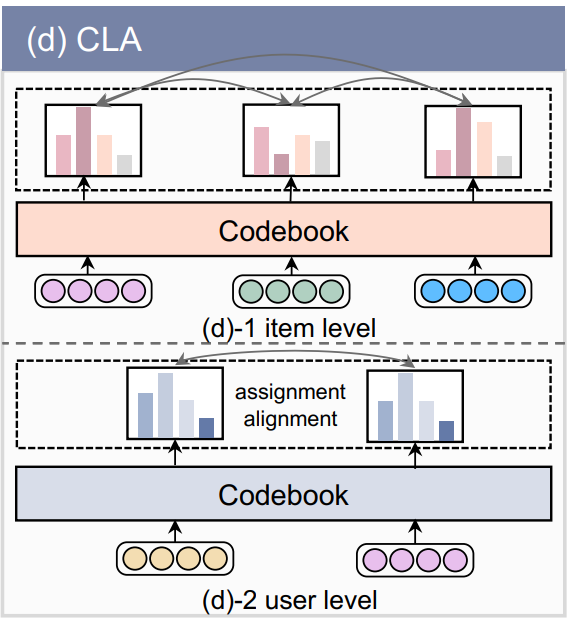 (d) CLA
Codebook
(d)-1 item level
assignment
alignment
Codebook
(d)-2 user level